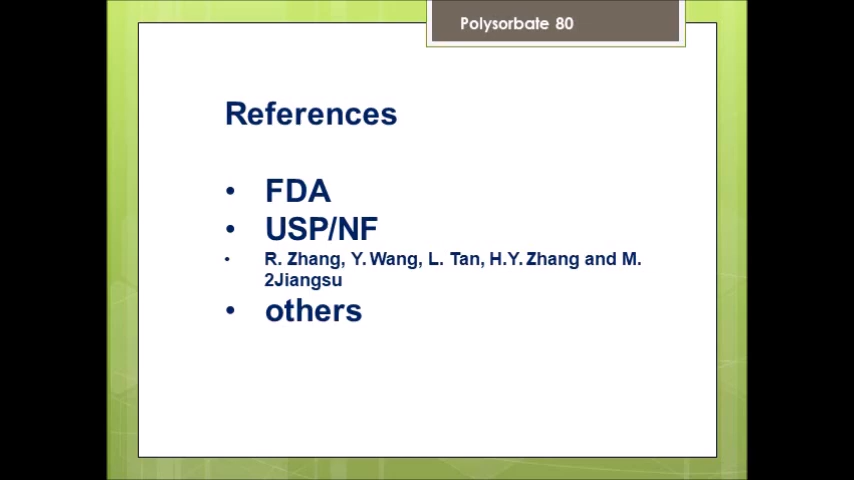 Polysorbate 80
References
• FDA
• USP/NF
• R. Zhang, Y. Wang, L. Tan, H.Y. Zhang and M.
2Jiangsu
• others